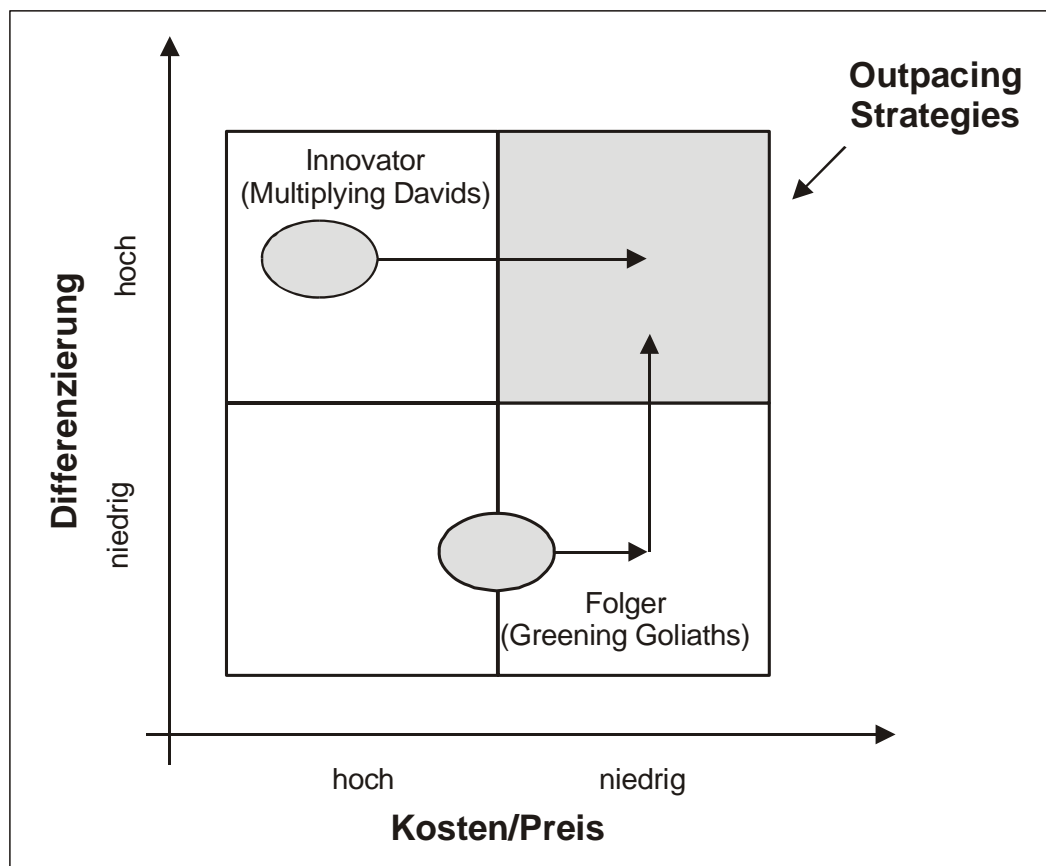 Outpacing
Strategies
Innovator
(Multiplying Davids)
Differenzierung
hoch
niedrig
Folger
(Greening Goliaths)
hoch
niedrig
Kosten/Preis